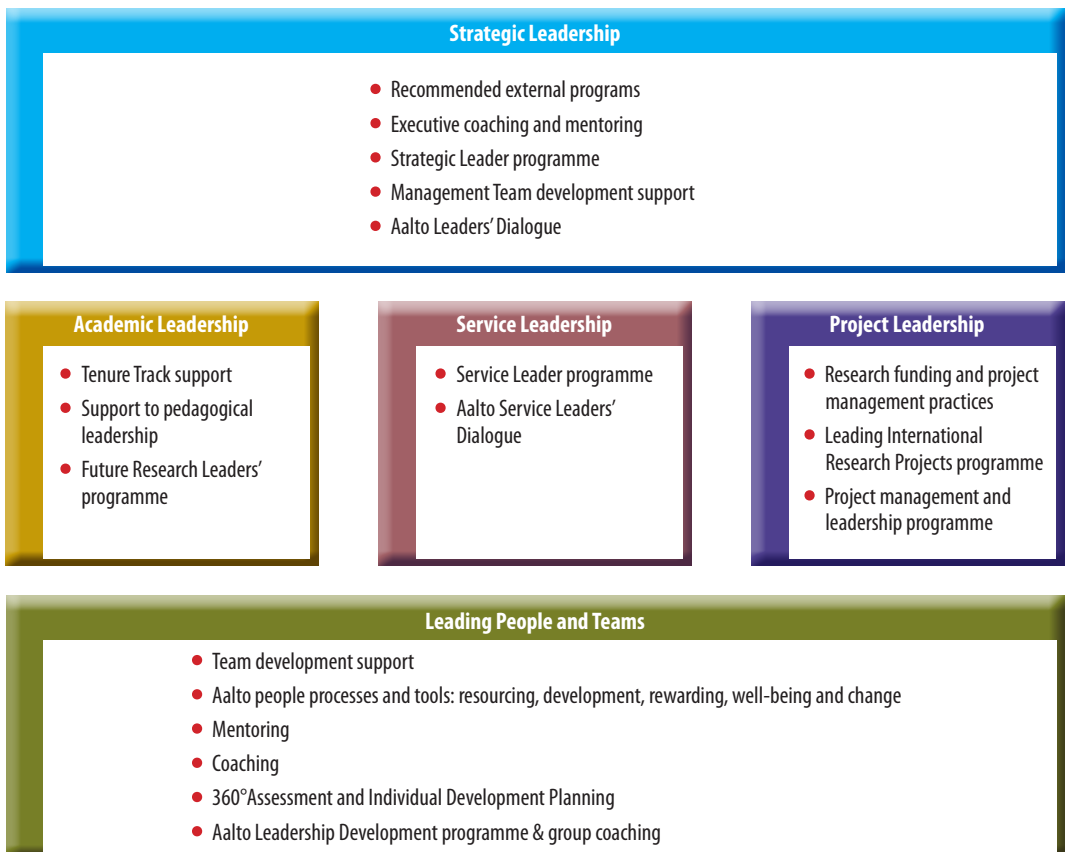 Strategic Leadership
• Recommended external programs
• Executive coaching and mentoring
• Strategic Leader programme
• Management Team development support
• Aalto Leaders' Dialogue
Academic Leadership
• Tenure Track support
• Support to pedagogical
leadership
• Future Research Leaders'
programme
Service Leadership
• Service Leader programme
• Aalto Service Leaders'
Dialogue
Project Leadership
• Research funding and project
management practices
• Leading International
Research Projects programme
• Project management and
leadership programme
Leading People and Teams
• Team development support
• Aalto people processes and tools: resourcing, development, rewarding, well-being and change
• Mentoring
• Coaching
• 360°Assessment and Individual Development Planning
• Aalto Leadership Development programme & group coaching